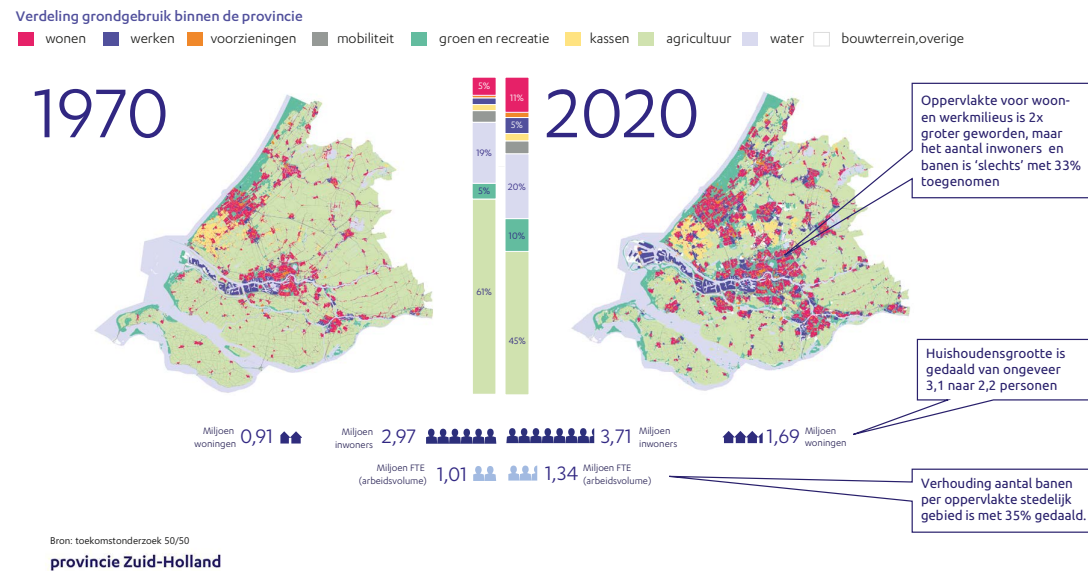 Verdeling grondgebruik binnen de provincie
wonen werken voorzieningen mobiliteit groen en recreatie kassen agricultuur water bouwterrein,overige
1970
5%
19%
5%
61%
11%
5%
20%
10%
45%
2020
Oppervlakte voor woon-
en werkmilieus is 2x
groter geworden, maar
het aantal inwoners en
banen is ‘slechts’ met 33%
toegenomen
Huishoudensgrootte is
gedaald van ongeveer
3,1 naar 2,2 personen
Miljoen
woningen 0,91
Miljoen
inwoners 2,97
3,71 Miljoen
inwoners
1,69 Miljoen
woningen
Miljoen FTE
(arbeidsvolume) 1,01
1,34 Miljoen FTE
(arbeidsvolume)
Verhouding aantal banen
per oppervlakte stedelijk
gebied is met 35% gedaald.
Bron: toekomstonderzoek 50/50
provincie Zuid-Holland